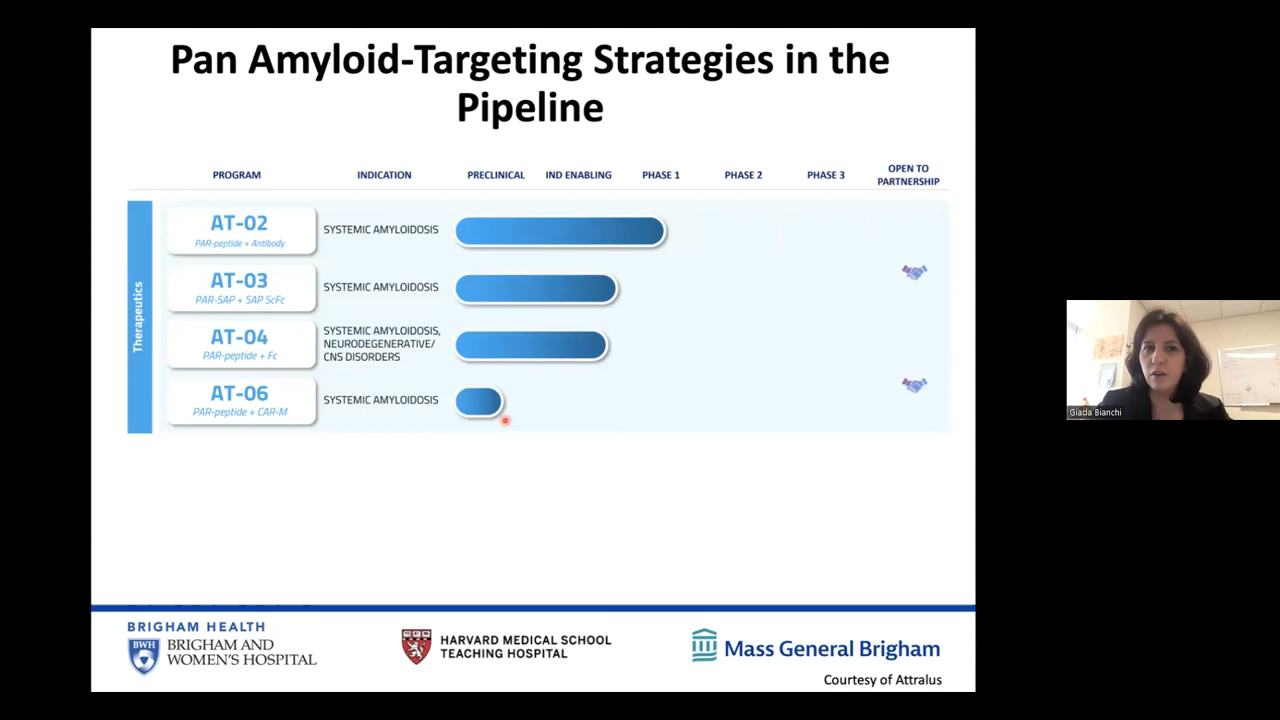 Pan Amyloid-Targeting Strategies in the
Pipeline
PROGRAM
INDICATION
PRECLINICAL
IND ENABLING
PHASE 1
PHASE 2
PHASE 3
OPEN TO
PARTNERSHIP
Therapeutics
AT-02
PAR-peptide + Antibody
SYSTEMIC AMYLOIDOSIS
AT-03
PAR-SAP + SAP ScFc
SYSTEMIC AMYLOIDOSIS
AT-04
PAR-peptide + Fc
SYSTEMIC AMYLOIDOSIS,
NEURODEGENERATIVE/
CNS DISORDERS
AT-06
PAR-peptide + CAR-M
SYSTEMIC AMYLOIDOSIS
Giada Bianchi
BRIGHAM HEALTH
BWH
BRIGHAM AND
WOMEN'S HOSPITAL
HARVARD MEDICAL SCHOOL
TEACHING HOSPITAL
Mass General Brigham
Courtesy of Attralus